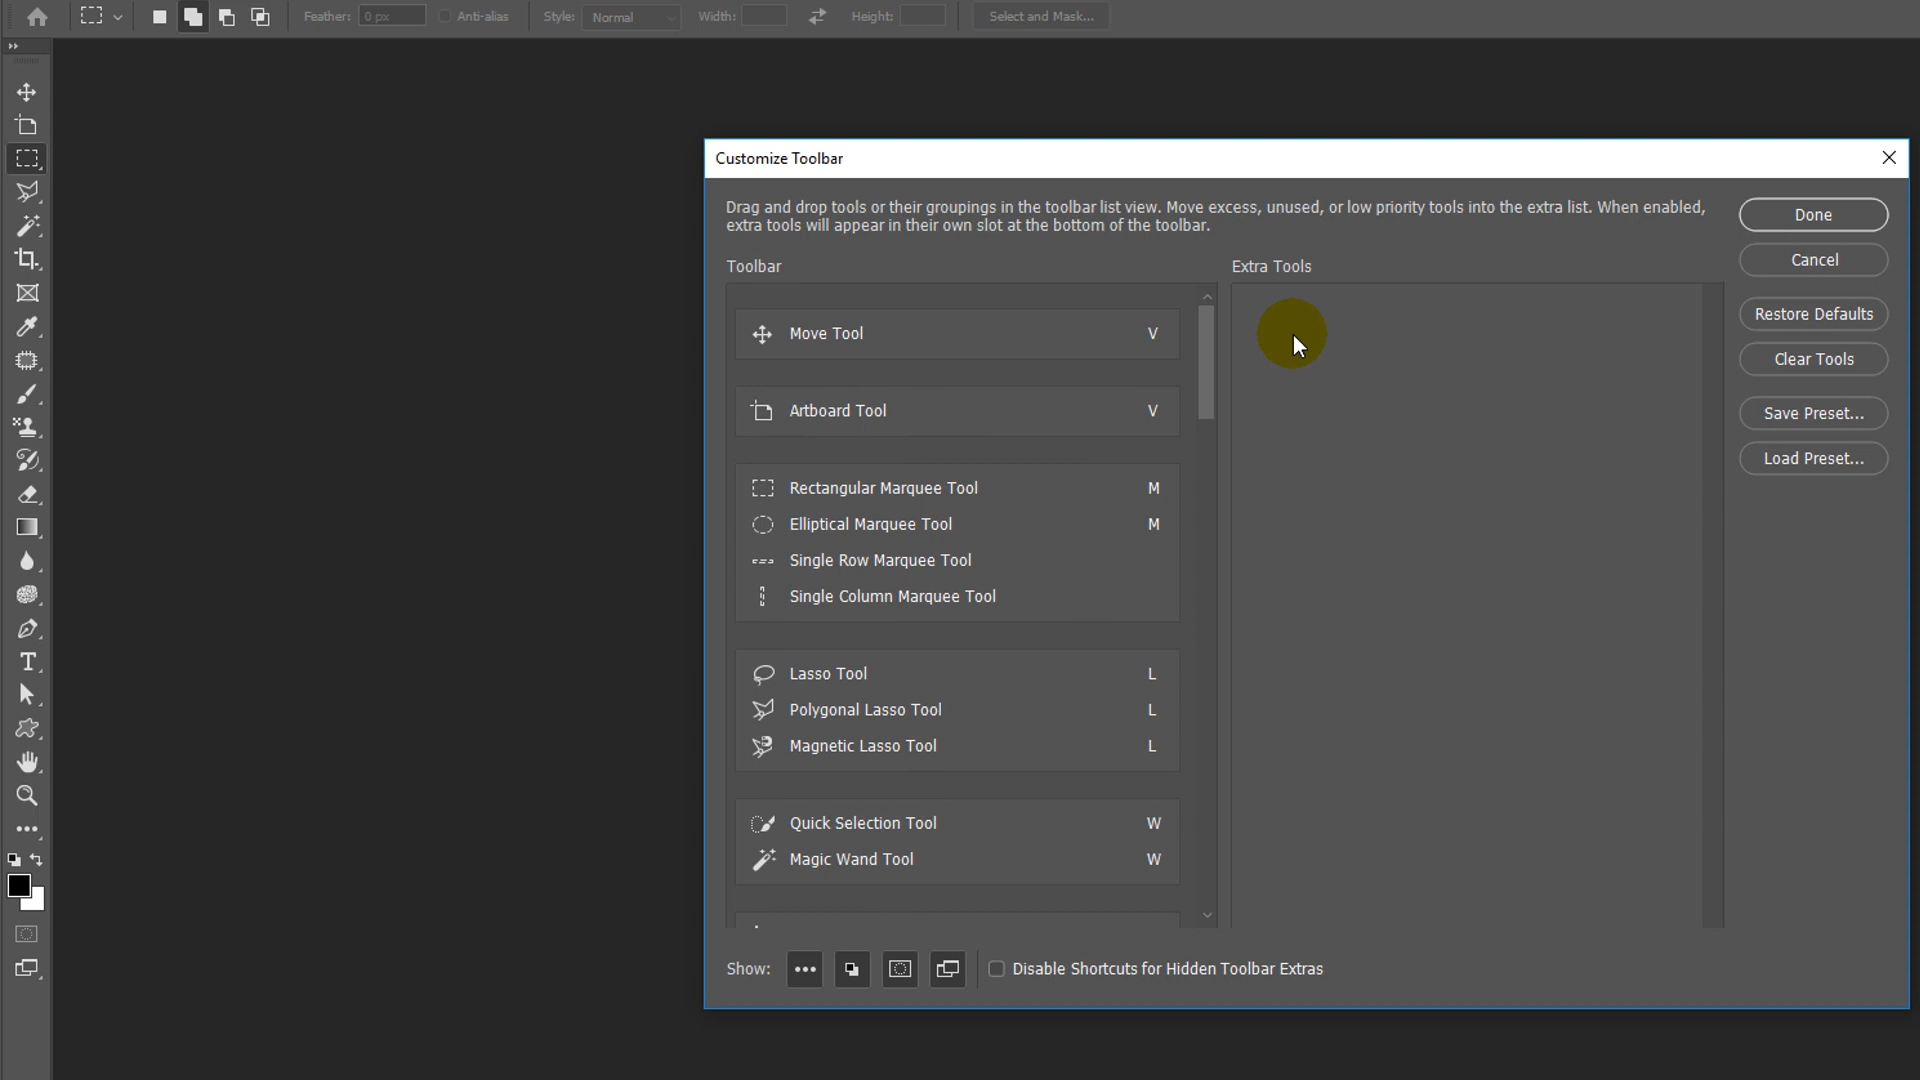 Feather: 0 px Anti-alias Style: Normal Width: Height: Select and Mask...
Customize Toolbar
Drag and drop tools or their groupings in the toolbar list view. Move excess, unused, or low priority tools into the extra list. When enabled,
extra tools will appear in their own slot at the bottom of the toolbar.
Done
Cancel
Restore Defaults
Clear Tools
Save Preset...
Load Preset...
Toolbar
Extra Tools
Move Tool V
Artboard Tool V
Rectangular Marquee Tool M
Elliptical Marquee Tool M
Single Row Marquee Tool
Single Column Marquee Tool
Lasso Tool L
Polygonal Lasso Tool L
Magnetic Lasso Tool L
Quick Selection Tool W
Magic Wand Tool W
Show: Disable Shortcuts for Hidden Toolbar Extras